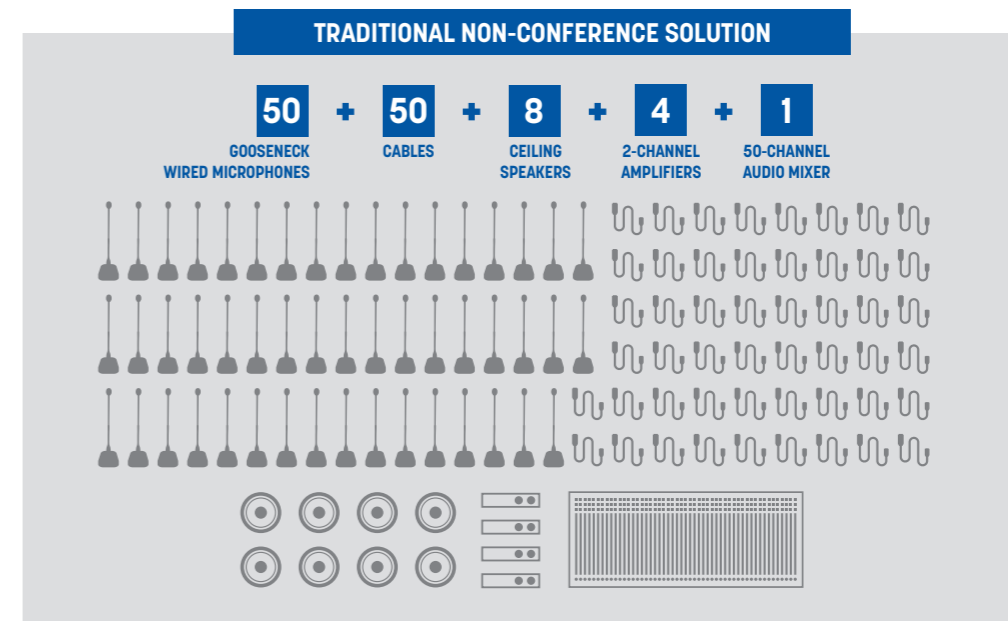 TRADITIONAL NON-CONFERENCE SOLUTION
50 + 50 + 8 + 4 + 1
GOOSENECK
WIRED MICROPHONES
CABLES
CEILING
SPEAKERS
2-CHANNEL
AMPLIFIERS
50-CHANNEL
AUDIO MIXER